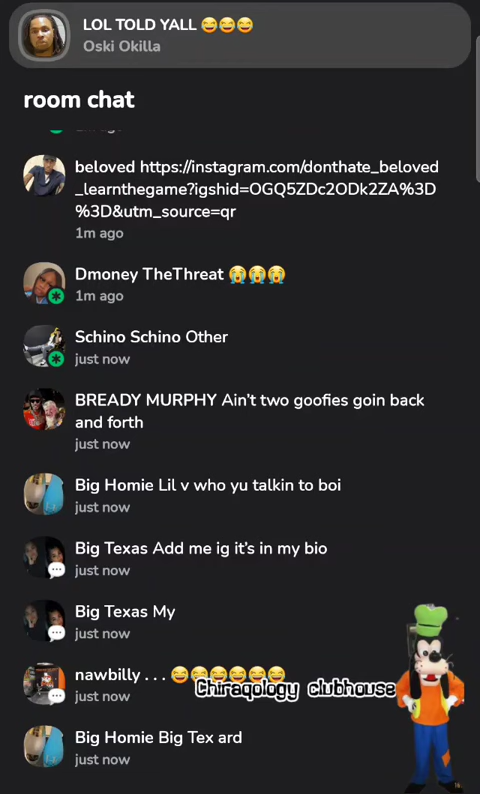 LOL TOLD YALL 😂😂😂
Oski Okilla
room chat
beloved https://instagram.com/donthate_beloved
_learnthegame?igshid=OGQ5ZDc2ODk2ZA%3D
%3D&utm_source=qr
1m ago
Dmoney TheThreat 😭😭😭
1m ago
Schino Schino Other
just now
BREADY MURPHY Ain't two goofies goin back
and forth
just now
Big Homie Lil v who yu talkin to boi
just now
Big Texas Add me ig it's in my bio
just now
Big Texas My
just now
nawbilly . . . 😂😂😂😂😂😂
just now
Chiraqology clubhouse
Big Homie Big Tex ard
just now